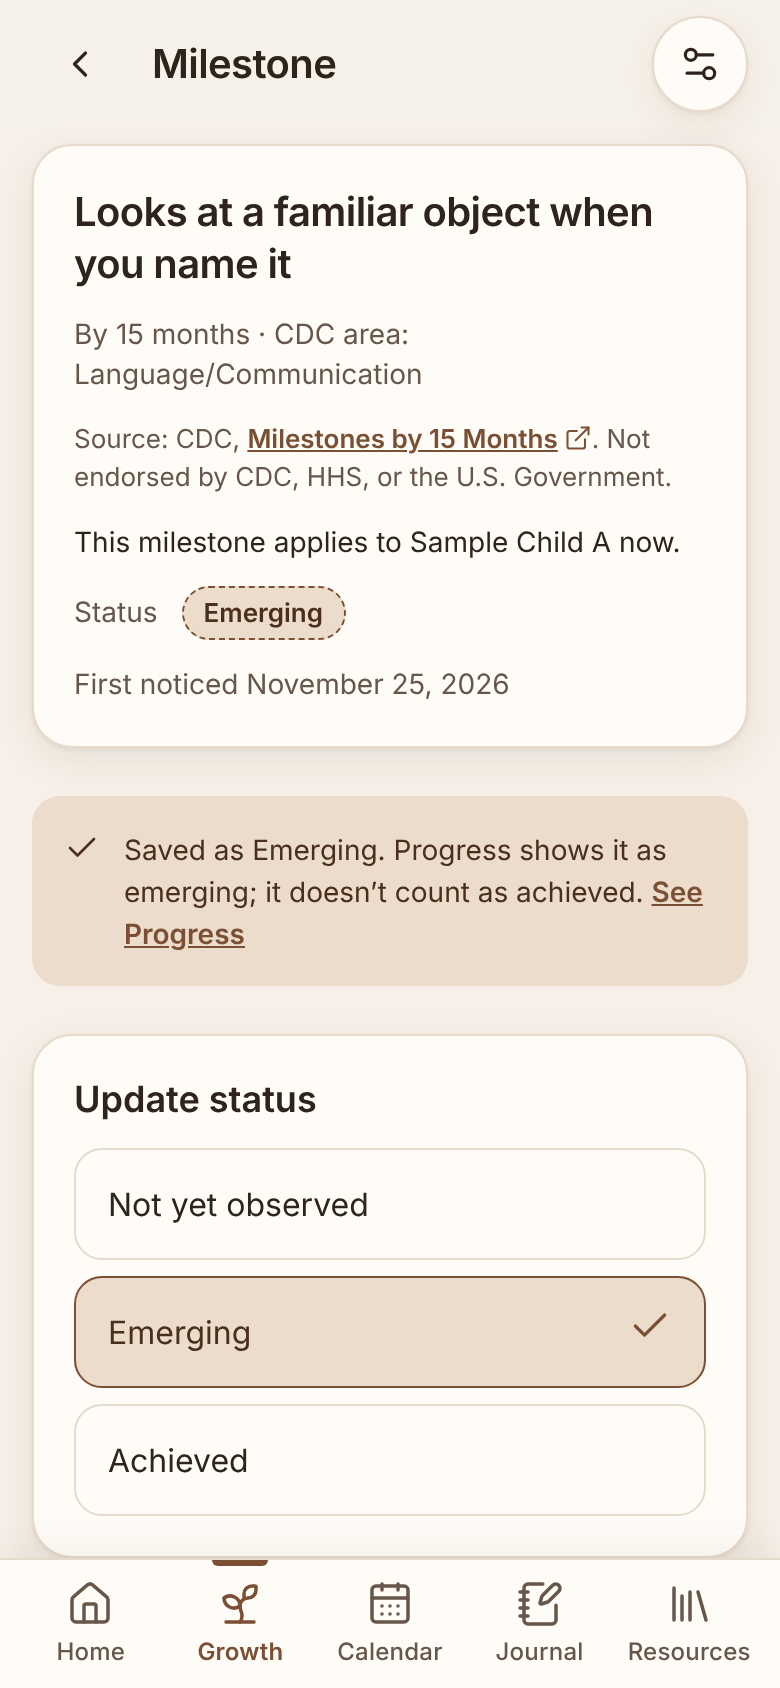 Milestone
Looks at a familiar object when
you name it
By 15 months · CDC area:
Language/Communication
Source: CDC, Milestones by 15 Months. Not
endorsed by CDC, HHS, or the U.S. Government.
This milestone applies to Sample Child A now.
Status Emerging
First noticed November 25, 2026
Saved as Emerging. Progress shows it as
emerging; it doesn’t count as achieved. See
Progress
Update status
Not yet observed
Emerging
Achieved
Home Growth Calendar Journal Resources